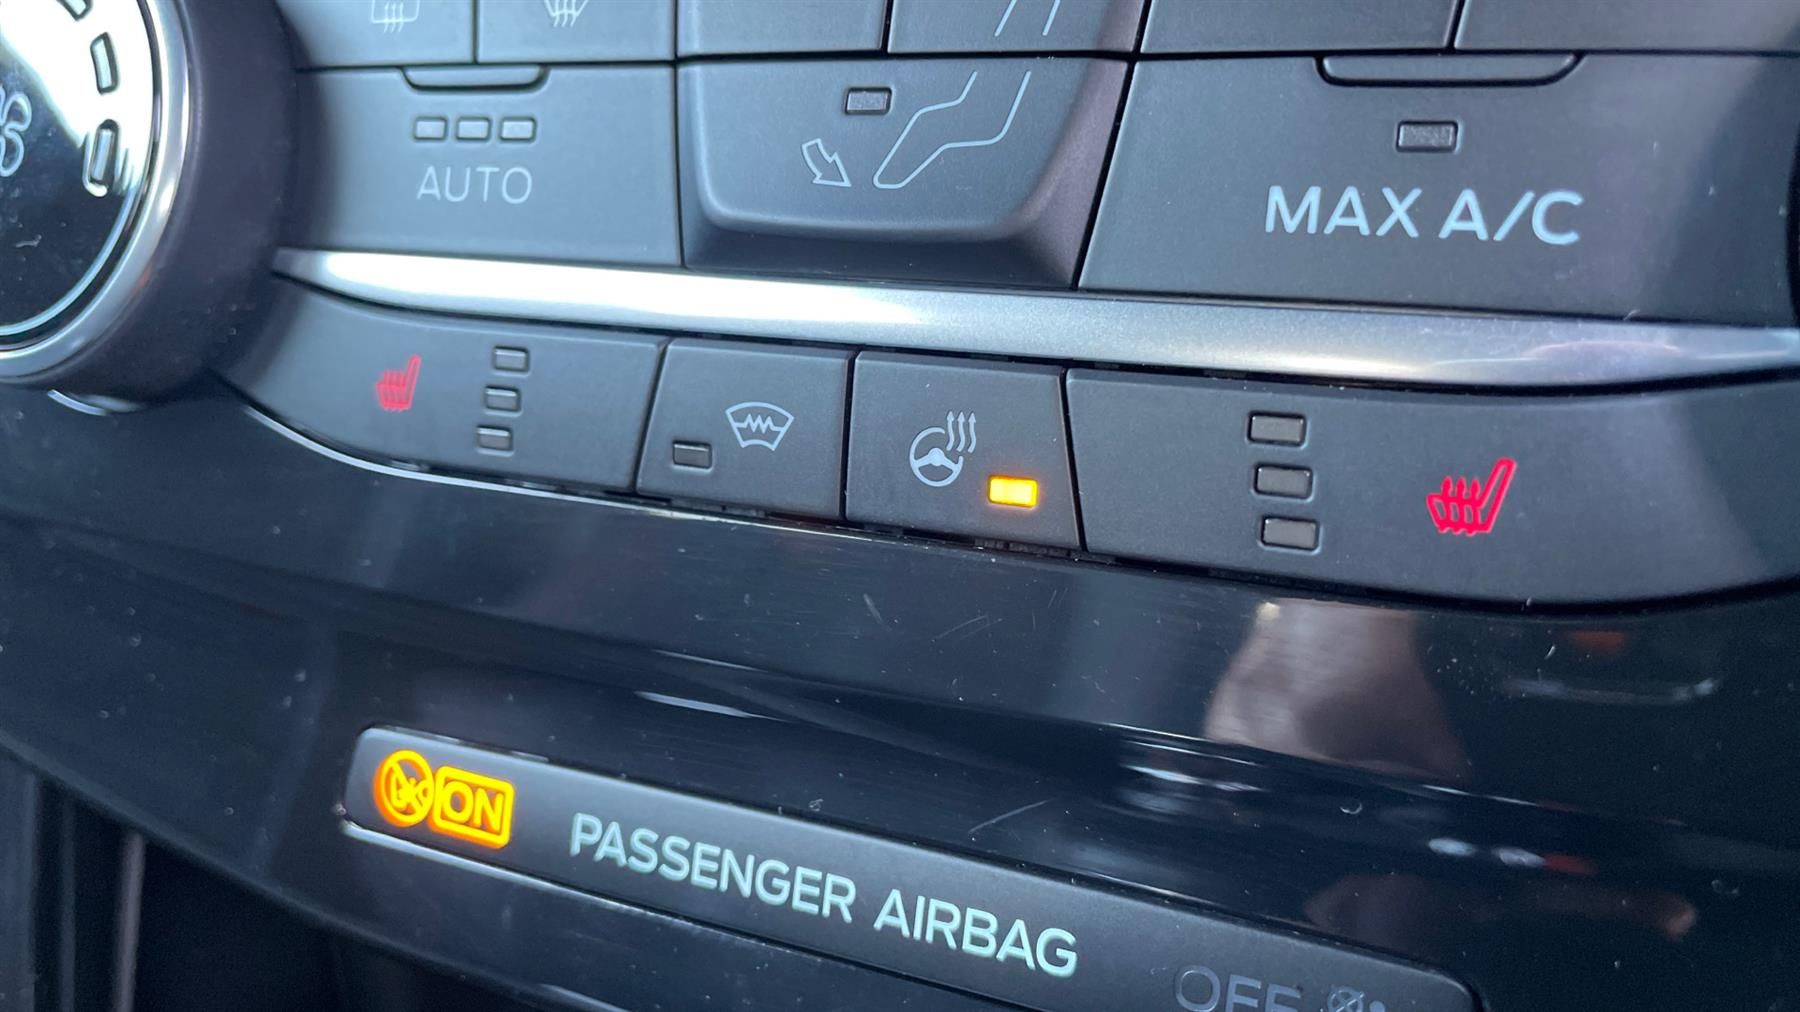 AUTO
MAX A/C
ON
PASSENGER AIRBAG
OFF